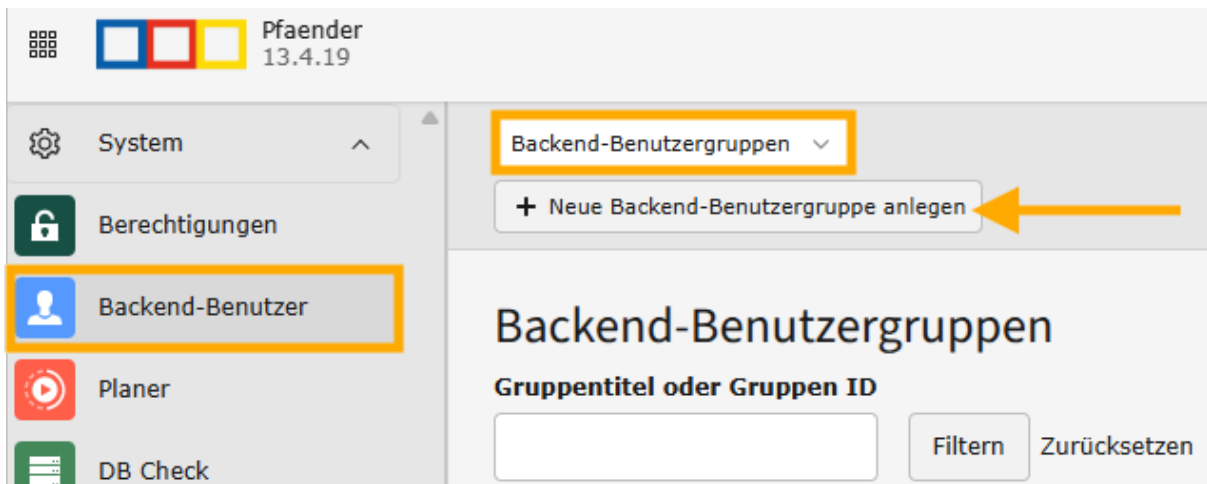 Pfaender
13.4.19
System
Berechtigungen
Backend-Benutzer
Planer
DB Check
Backend-Benutzergruppen
+ Neue Backend-Benutzergruppe anlegen
Backend-Benutzergruppen
Gruppentitel oder Gruppen ID
Filtern Zurücksetzen